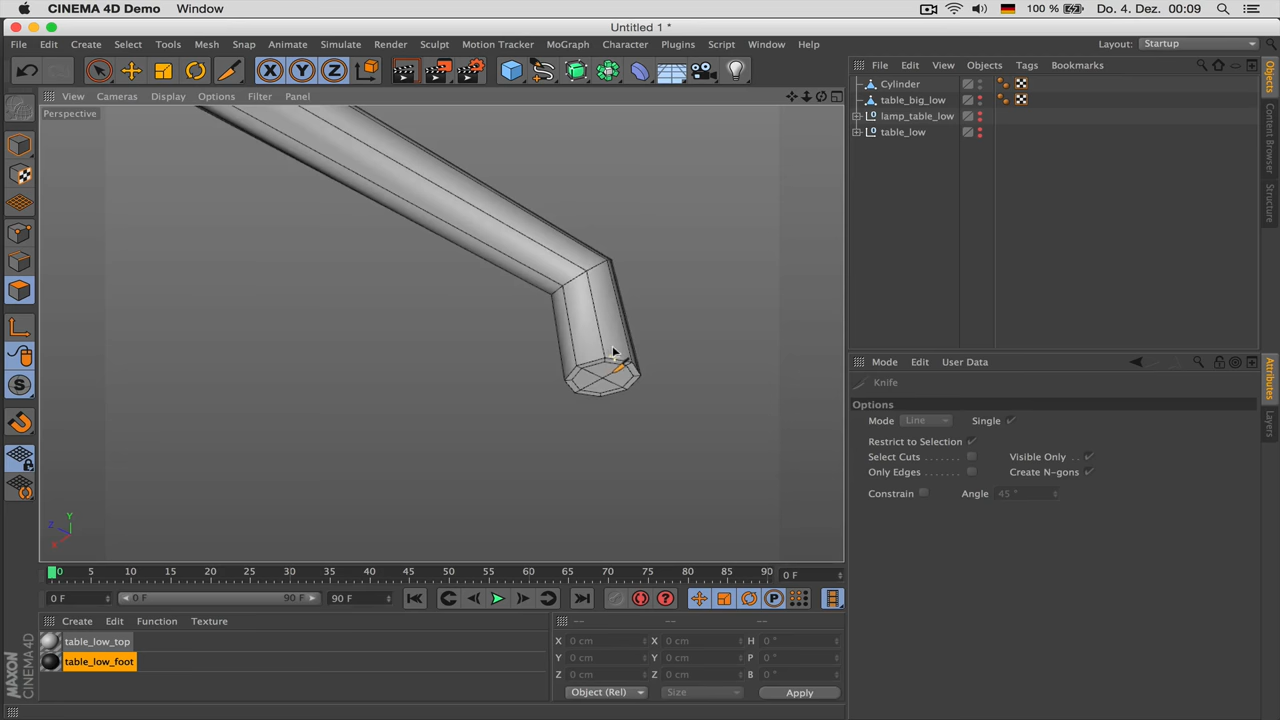 CINEMA 4D Demo Window 100 % Do. 4. Dez. 00:09
Untitled 1 *
File Edit Create Select Tools Mesh Snap Animate Simulate Render Sculpt Motion Tracker MoGraph Character Plugins Script Window Help Layout: Startup
X Y Z
File Edit View Objects Tags Bookmarks
View Cameras Display Options Filter Panel
Perspective
Cylinder
table_big_low
lamp_table_low
table_low
Objects
Content Browser
Structure
Mode Edit User Data
Knife
Options
Mode Line Single
Restrict to Selection
Select Cuts Visible Only
Only Edges Create N-gons
Constrain Angle 45 °
Attributes
Layers
S
Y
Z
X
0 5 10 15 20 25 30 35 40 45 50 55 60 65 70 75 80 85 90 0 F
0 F 0 F 90 F 90 F P
Create Edit Function Texture
table_low_top
table_low_foot
-- -- --
X 0 cm X 0 cm H 0 °
Y 0 cm Y 0 cm P 0 °
Z 0 cm Z 0 cm B 0 °
Object (Rel) Size Apply
MAXON
CINEMA 4D